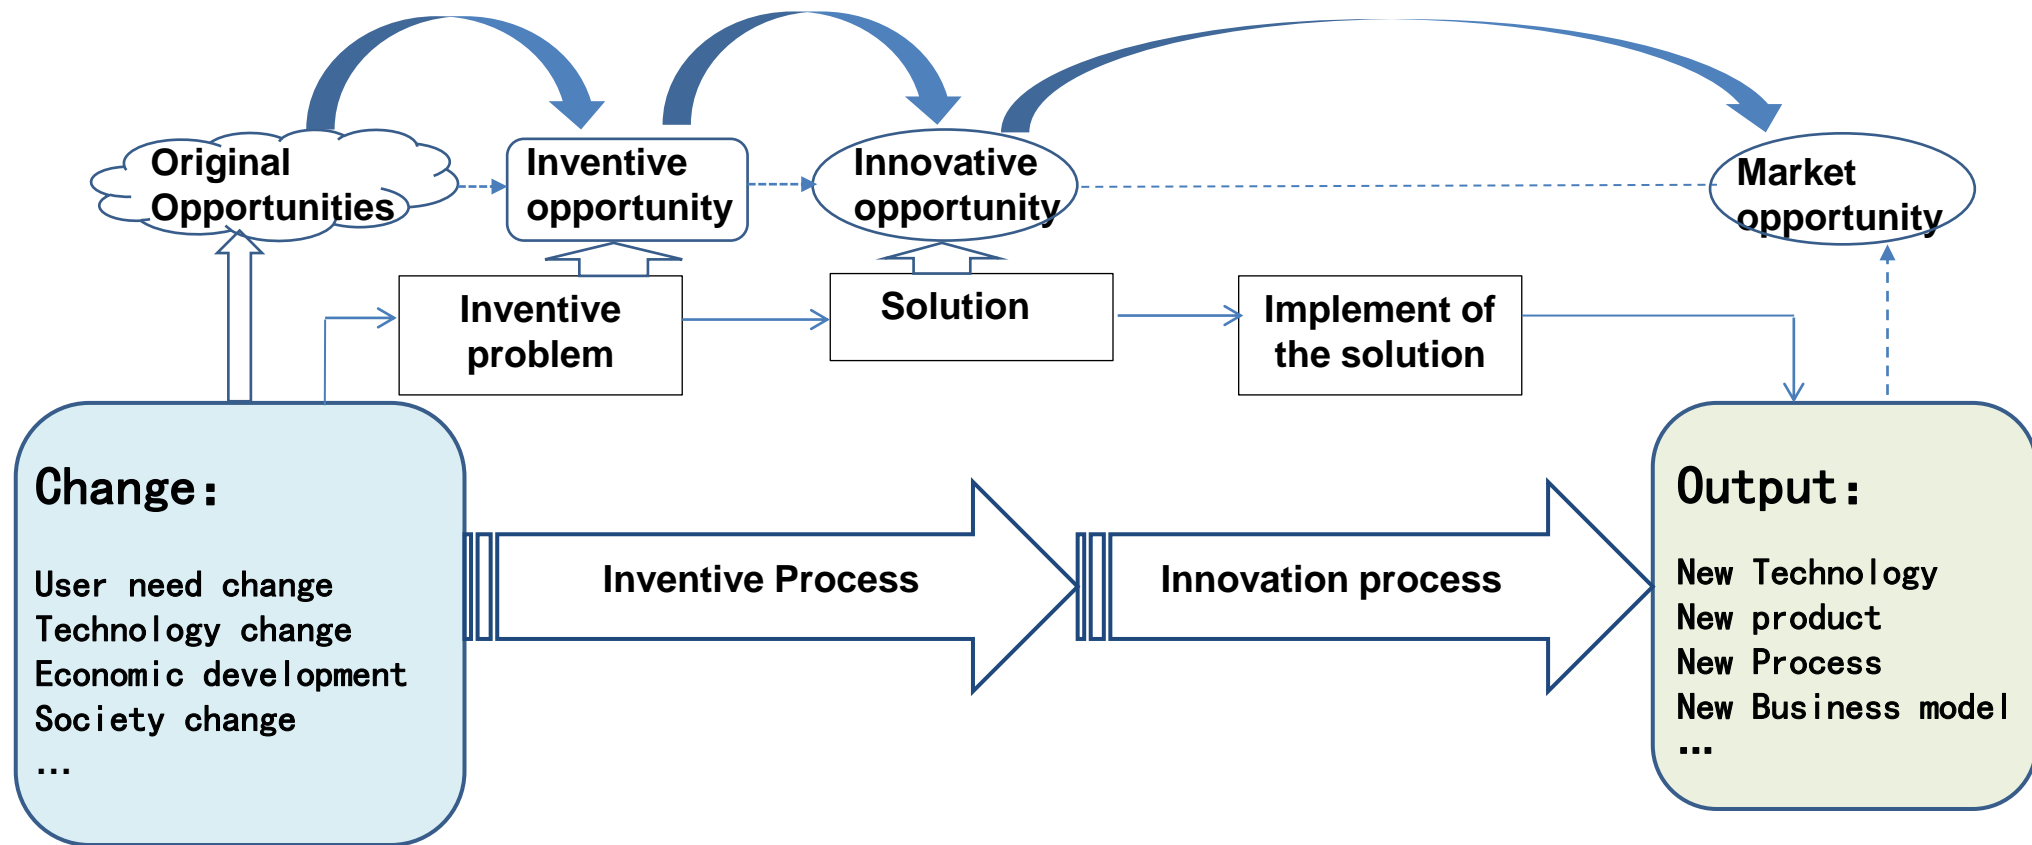 Original
Opportunities
Inventive
opportunity
Innovative
opportunity
Market
opportunity
Inventive
problem
Solution
Implement of
the solution
Change：
User need change
Technology change
Economic development
Society change
...
Inventive Process
Innovation process
Output：
New Technology
New product
New Process
New Business model
...